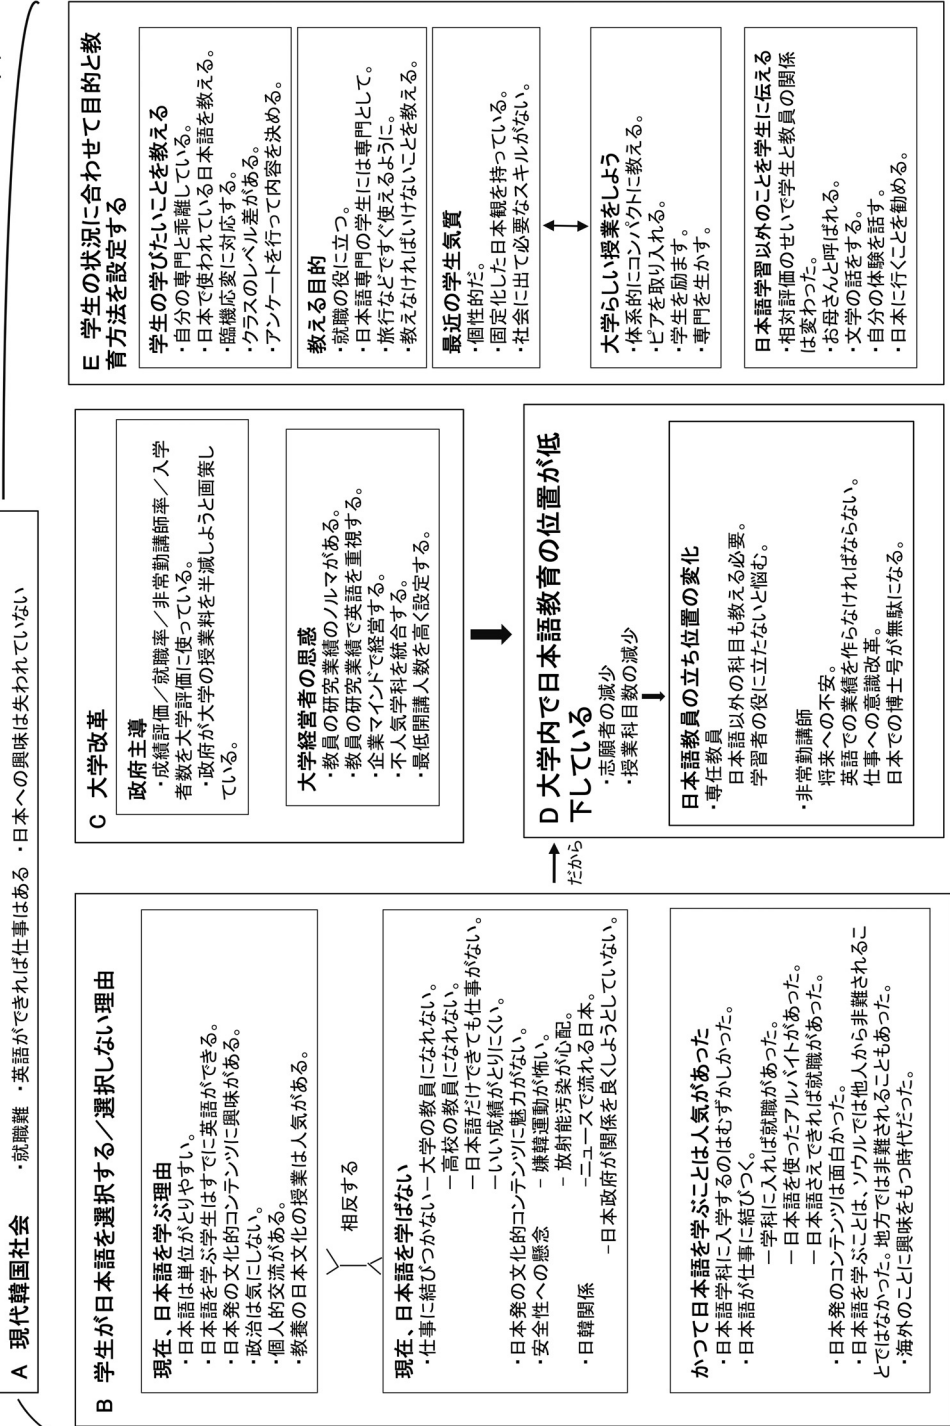 A 現代韓国社会 ・就職難 ・英語ができれば仕事はある ・日本への興味は失われていない
B 学生が日本語を選択する／選択しない理由
現在、日本語を学ぶ理由
・日本語は単位がとりやすい。
・日本語を学ぶ学生はすでに英語ができる。
・日本発の文化的コンテンツに興味がある。
・政治は気にしない。
・個人的交流がある。
・教養の日本文化の授業は人気がある。
相反する
現在、日本語を学ばない
・仕事に結びつかない－大学の教員になれない。
－高校の教員になれない。
－日本語だけできても仕事がない。
－いい成績がとりにくい。
・日本発の文化的コンテンツに魅力がない。
・安全性への懸念 －嫌韓運動が怖い。
－放射能汚染が心配。
・日韓関係 －ニュースで流れる日本。
－日本政府が関係を良くしようとしていない。
かつて日本語を学ぶことは人気があった
・日本語学科に入学するのはむずかしかった。
・日本語が仕事に結びつく。
－学科に入れば就職があった。
－日本語を使ったアルバイトがあった。
－日本語さえできれば就職があった。
・日本発のコンテンツは面白かった。
・日本語を学ぶことは、ソウルでは他人から非難されるこ
とではなかった。地方では非難されることもあった。
・海外のことに興味をもつ時代だった。
だから
C 大学改革
政府主導
・成績評価／就職率／非常勤講師率／入学
者数を大学評価に使っている。
・政府が大学の授業料を半減しようと画策し
ている。
大学経営者の思惑
・教員の研究業績のノルマがある。
・教員の研究業績で英語を重視する。
・企業マインドで経営する。
・不人気学科を統合する。
・最低開講人数を高く設定する。
D 大学内で日本語教育の位置が低
下している
・志願者の減少
・授業科目数の減少
日本語教員の立ち位置の変化
・専任教員
日本語以外の科目も教える必要。
学習者の役に立たないと悩む。
・非常勤講師
将来への不安。
英語での業績を作らなければならない。
仕事への意識改革。
日本での博士号が無駄になる。
E 学生の状況に合わせて目的と教
育方法を設定する
学生の学びたいことを教える
・自分の専門と乖離している。
・日本で使われている日本語を教える。
・臨機応変に対応する。
・クラスのレベル差がある。
・アンケートを行って内容を決める。
教える目的
・就職の役に立つ。
・日本語専門の学生には専門として。
・旅行などですぐ使えるように。
・教えなければいけないことを教える。
最近の学生気質
・個性的だ。
・固定化した日本観を持っている。
・社会に出て必要なスキルがない。
大学らしい授業をしよう
・体系的にコンパクトに教える。
・ピアを取り入れる。
・学生を励ます。
・専門を生かす。
日本語学習以外のことを学生に伝える
・相対評価のせいで学生と教員の関係
は変わった。
・お母さんと呼ばれる。
・文学の話をする。
・自分の体験を話す。
・日本に行くことを勧める。